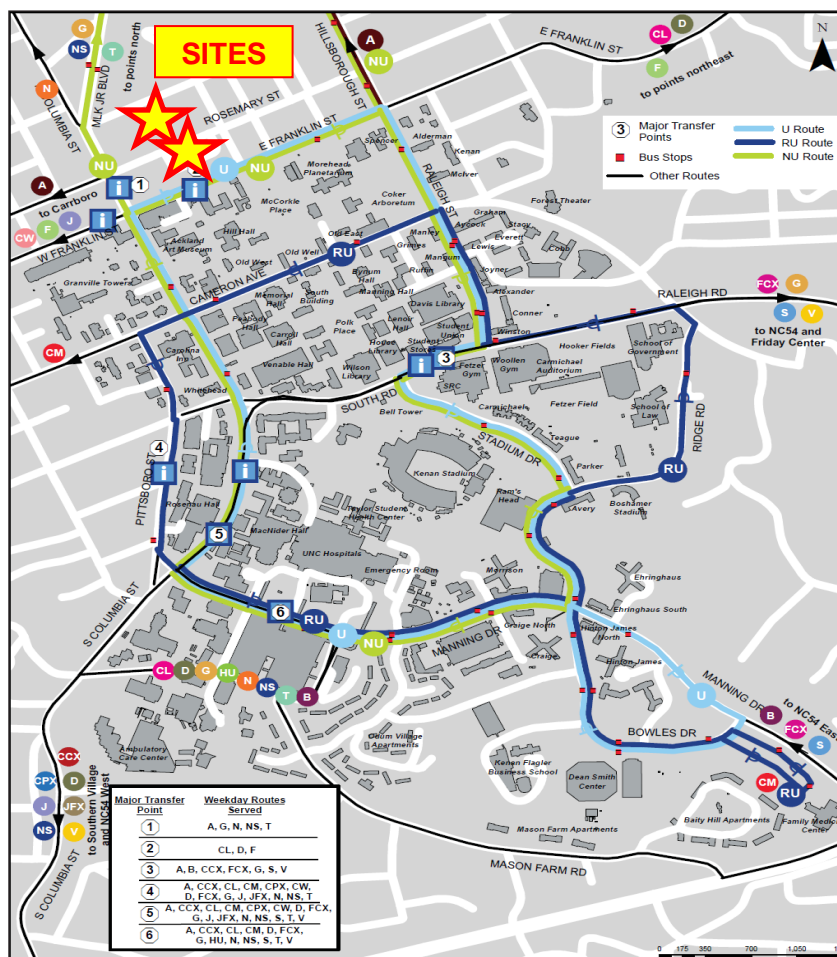 SITES
N
G
NS
T
N
to points north
MLK JR BLVD
S COLUMBIA ST
ROSEMARY ST
E FRANKLIN ST
HILLSBOROUGH ST
A
NU
E FRANKLIN ST
CL
D
F
to points northeast
3
Major Transfer Points
Bus Stops
U Route
RU Route
NU Route
Other Routes
NU
1
U
NU
A
to Carrboro
CW
F
J
W FRANKLIN ST
Morehead Planetarium
Spencer
Alderman
Kenan
McIver
RALEIGH ST
McCorkle Place
Coker Arboretum
Forest Theater
Graham
Aycock
Stacy
Everett
Lewis
Cobb
Hill Hall
Ackland Art Museum
Old East
Manley
Grimes
Mangum
Ruffin
Joyner
Old West
Old Well
RU
Granville Towers
CAMERON AVE
Bynum Hall
Manning Hall
Alexander
Memorial Hall
South Building
Davis Library
Conner
RALEIGH RD
FCX
G
S
V
to NC54 and Friday Center
Peabody Hall
Polk Place
Lenoir Hall
Student Union
Winston
CM
Carolina Inn
Carroll Hall
House Library
Student Stores
3
Hooker Fields
School of Government
Venable Hall
Wilson Library
Fetzer Gym
Woollen Gym
Carmichael Auditorium
Whitehead
SOUTH RD
SRC
Bell Tower
Carmichael
Fetzer Field
School of Law
RIDGE RD
Teague
STADIUM DR
4
PITTSBORO ST
Kenan Stadium
Parker
RU
Rosenau Hall
Ram's Head
Avery
Boshamer Stadium
Taylor Student Health Center
5
MacNider Hall
UNC Hospitals
Emergency Room
Morrison
Ehringhaus
S COLUMBIA ST
6
RU
U
NU
MANNING DR
Craige North
Ehringhaus South
Hinton James North
Craige
Hinton James
CL
D
G
HU
N
NS
T
B
MANNING DR
U
to NC54 East
B
FCX
S
Odum Village Apartments
BOWLES DR
Ambulatory Care Center
Kenan Flagler Business School
Dean Smith Center
CM
RU
Baity Hill Apartments
Family Medicine Center
Mason Farm Apartments
MASON FARM RD
CCX
CPX
D
J
JFX
NS
V
to Southern Village and NC54 West
S COLUMBIA ST
Major Transfer Point
Weekday Routes Served
1
A, G, N, NS, T
2
CL, D, F
3
A, B, CCX, FCX, G, S, V
4
A, CCX, CL, CM, CPX, CW,
D, FCX, G, J, JFX, N, NS, T
5
A, CCX, CL, CM, CPX, CW, D, FCX,
G, J, JFX, N, NS, S, T, V
6
A, CCX, CL, CM, D, FCX,
G, HU, N, NS, S, T, V
0 175 350 700 1,050